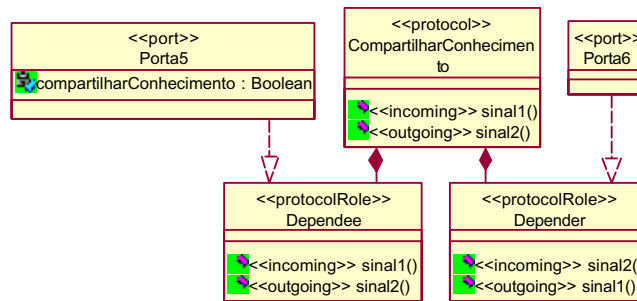 <<port>>
Porta5
compartilharConhecimento : Boolean
<<protocol>>
CompartilharConhecimen
to
<<incoming>> sinal1()
<<outgoing>> sinal2()
<<port>>
Porta6
<<protocolRole>>
Dependee
<<incoming>> sinal1()
<<outgoing>> sinal2()
<<protocolRole>>
Depender
<<incoming>> sinal2()
<<outgoing>> sinal1()